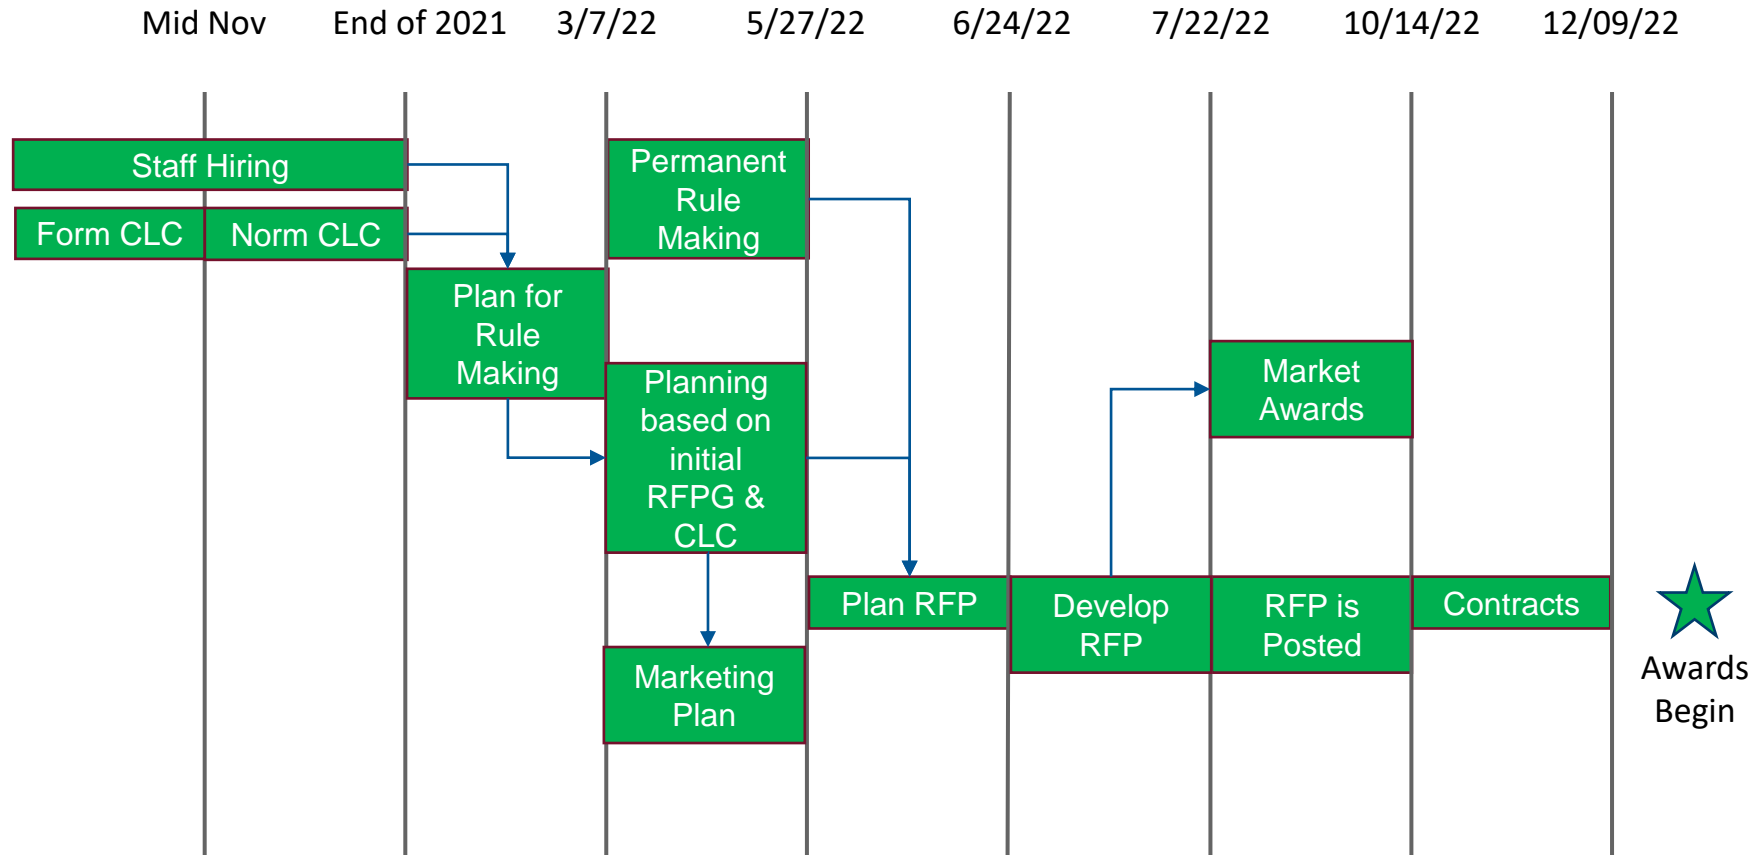 Mid Nov
End of 2021
3/7/22
5/27/22
6/24/22
7/22/22
10/14/22
12/09/22
Staff Hiring
Form CLC
Norm CLC
Plan for
Rule
Making
Permanent
Rule
Making
Planning
based on
initial
RFPG &
CLC
Marketing
Plan
Plan RFP
Develop
RFP
Market
Awards
RFP is
Posted
Contracts
Awards
Begin